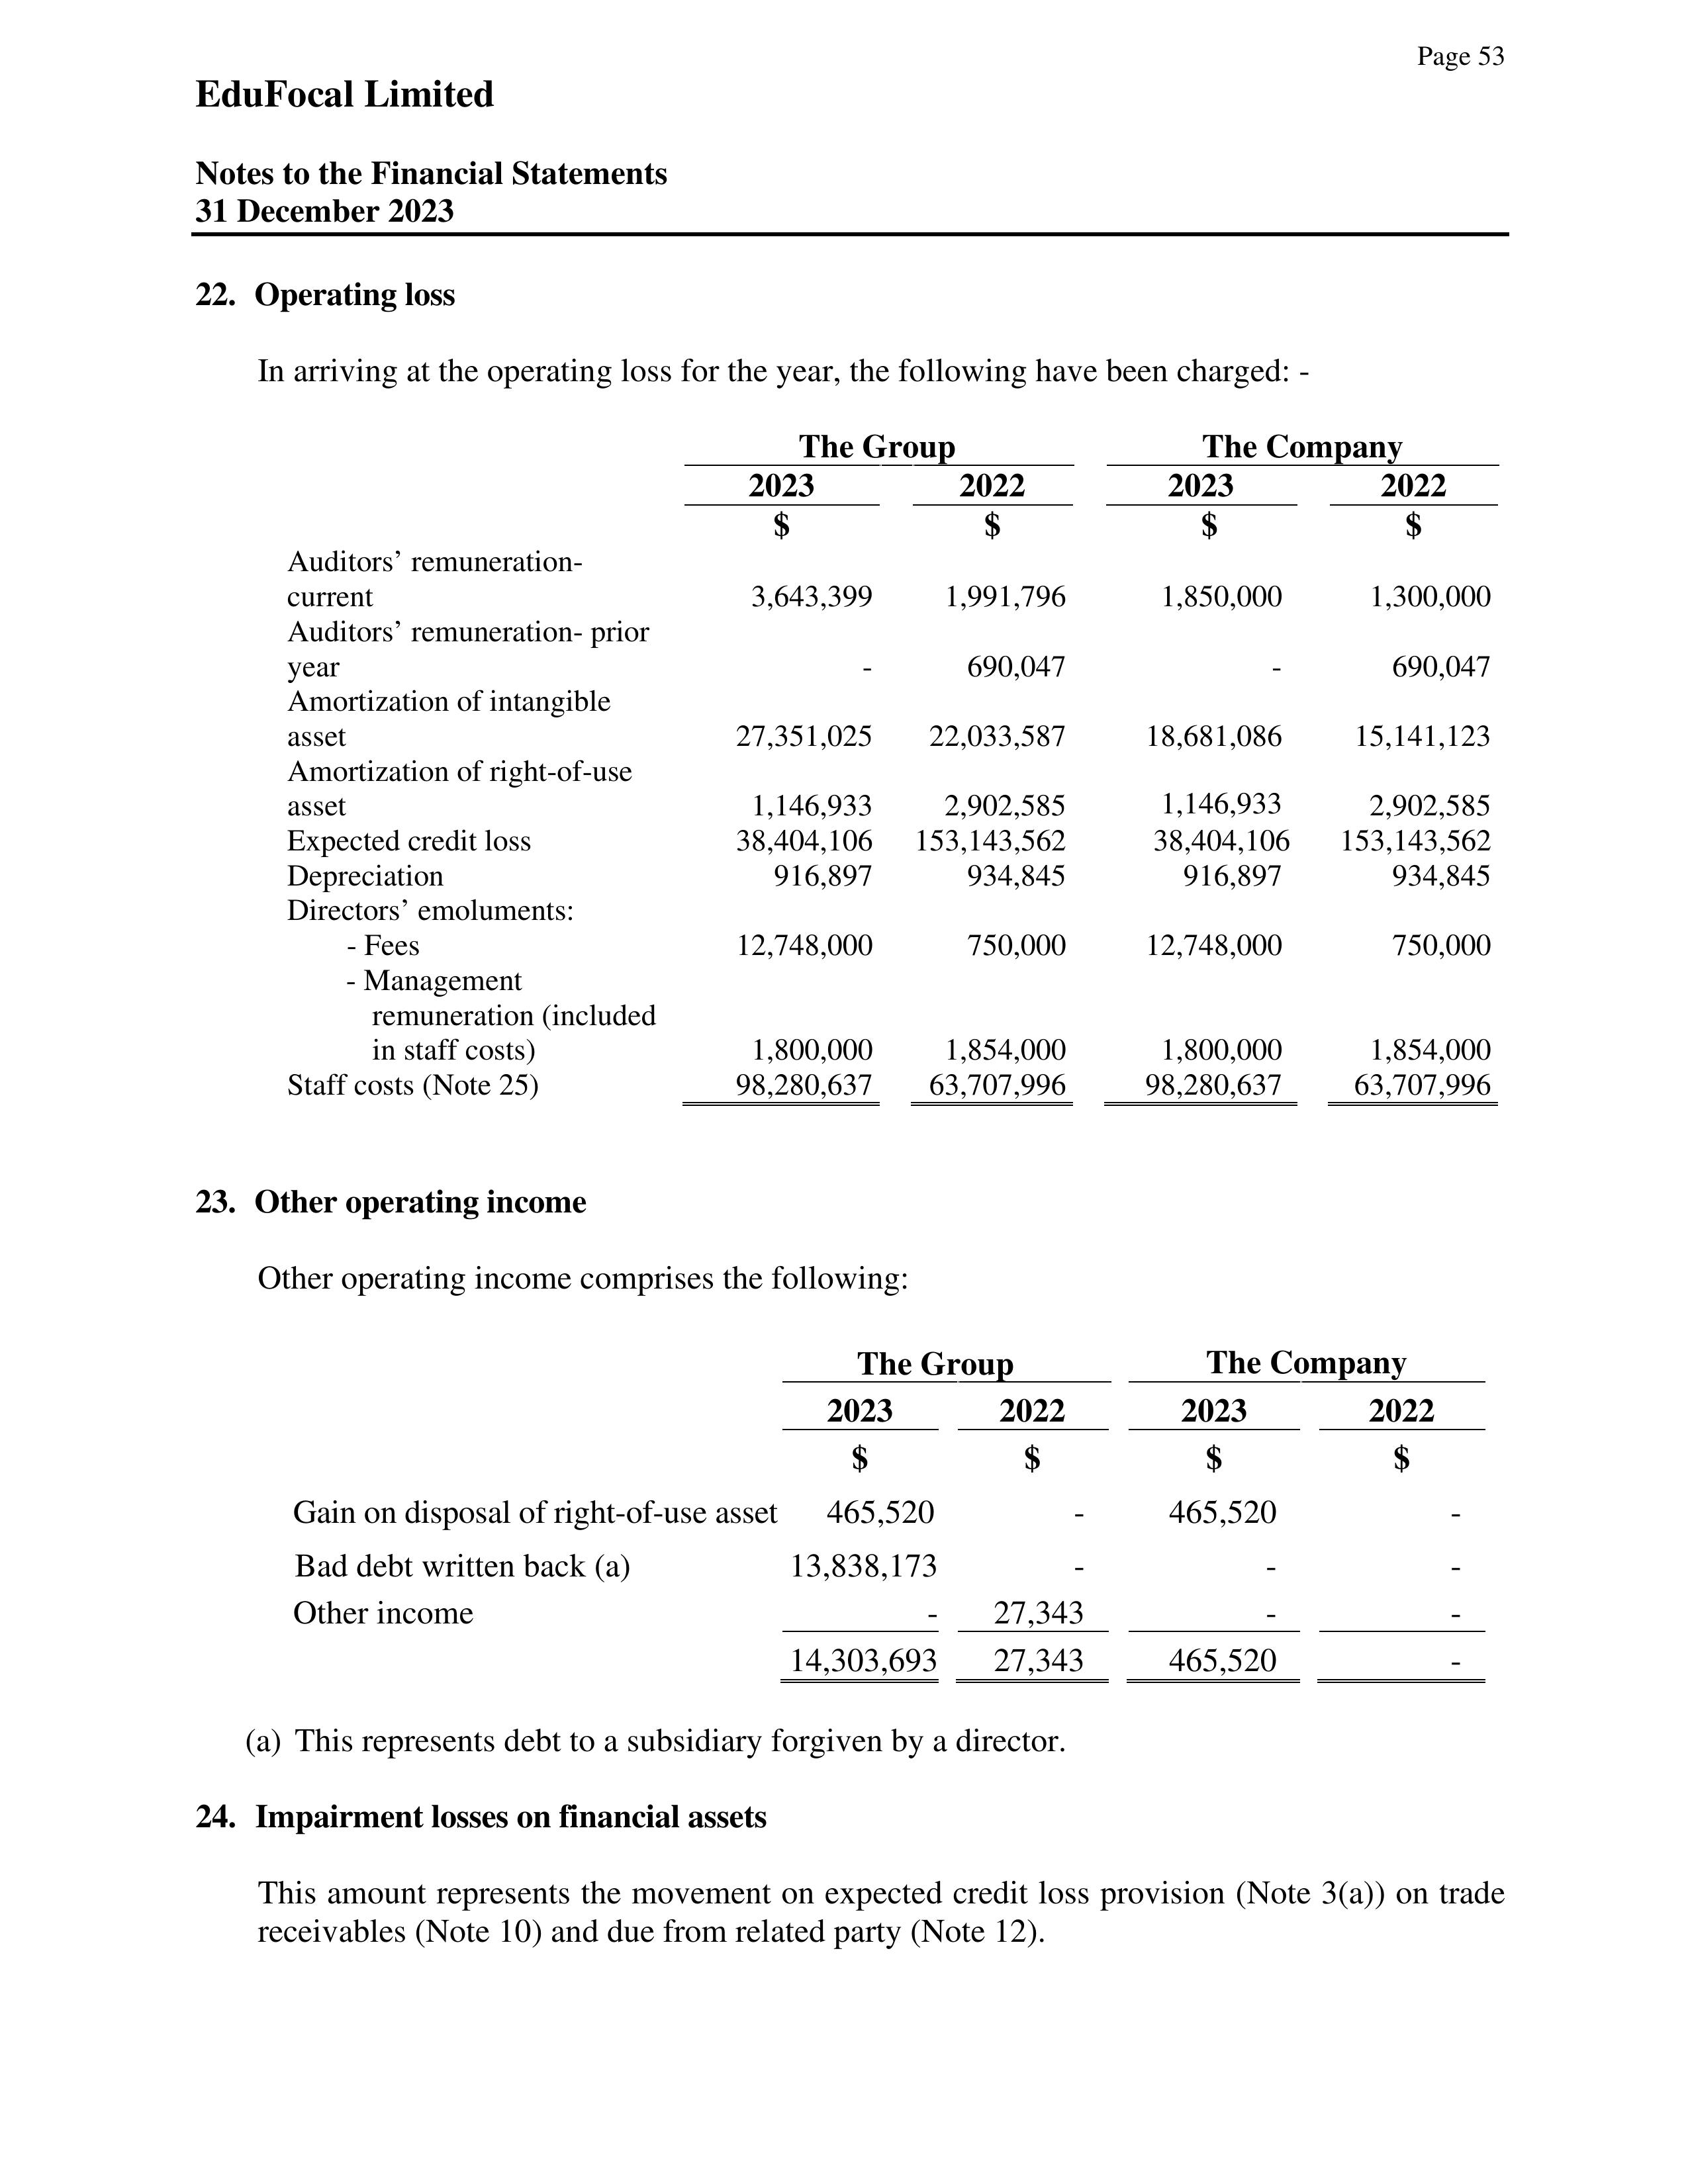 Page 53
EduFocal Limited
Notes to the Financial Statements
31 December 2023
22. Operating loss
In arriving at the operating loss for the year, the following have been charged: -
The Group The Company
2023 2022 2023 2022
$ $ $ $
Auditors’ remuneration-
current 3,643,399 1,991,796 1,850,000 1,300,000
Auditors’ remuneration- prior
year - 690,047 - 690,047
Amortization of intangible
asset 27,351,025 22,033,587 18,681,086 15,141,123
Amortization of right-of-use
asset 1,146,933 2,902,585 1,146,933 2,902,585
Expected credit loss 38,404,106 153,143,562 38,404,106 153,143,562
Depreciation 916,897 934,845 916,897 934,845
Directors’ emoluments:
- Fees 12,748,000 750,000 12,748,000 750,000
- Management
remuneration (included
in staff costs) 1,800,000 1,854,000 1,800,000 1,854,000
Staff costs (Note 25) 98,280,637 63,707,996 98,280,637 63,707,996
23. Other operating income
Other operating income comprises the following:
The Group The Company
2023 2022 2023 2022
$ $ $ $
Gain on disposal of right-of-use asset 465,520 - 465,520 -
Bad debt written back (a) 13,838,173 - - -
Other income - 27,343 - -
14,303,693 27,343 465,520 -
(a) This represents debt to a subsidiary forgiven by a director.
24. Impairment losses on financial assets
This amount represents the movement on expected credit loss provision (Note 3(a)) on trade
receivables (Note 10) and due from related party (Note 12).